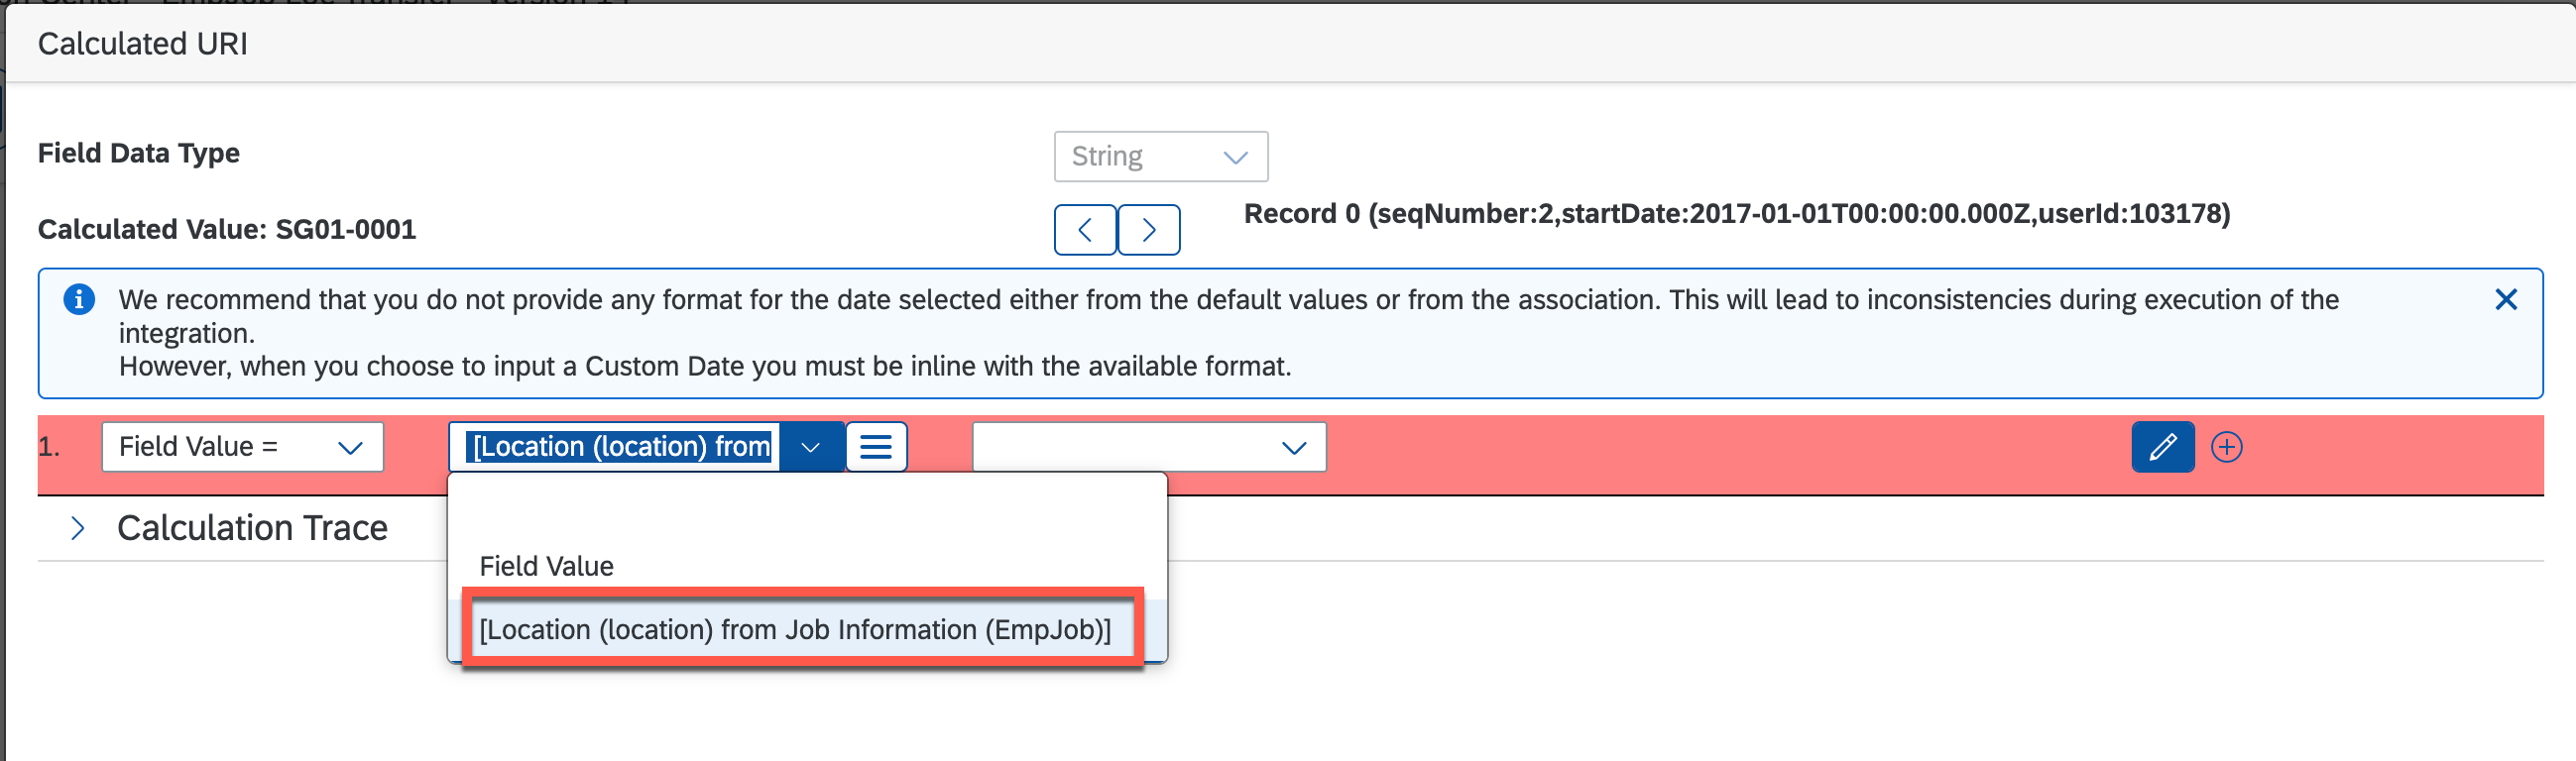 Calculated URI
Field Data Type
String
Calculated Value: SG01-0001
Record 0 (seqNumber:2,startDate:2017-01-01T00:00:00.000Z,userId:103178)
We recommend that you do not provide any format for the date selected either from the default values or from the association. This will lead to inconsistencies during execution of the
integration.
However, when you choose to input a Custom Date you must be inline with the available format.
1. Field Value = [Location (location) from
Calculation Trace
Field Value
[Location (location) from Job Information (EmpJob)]